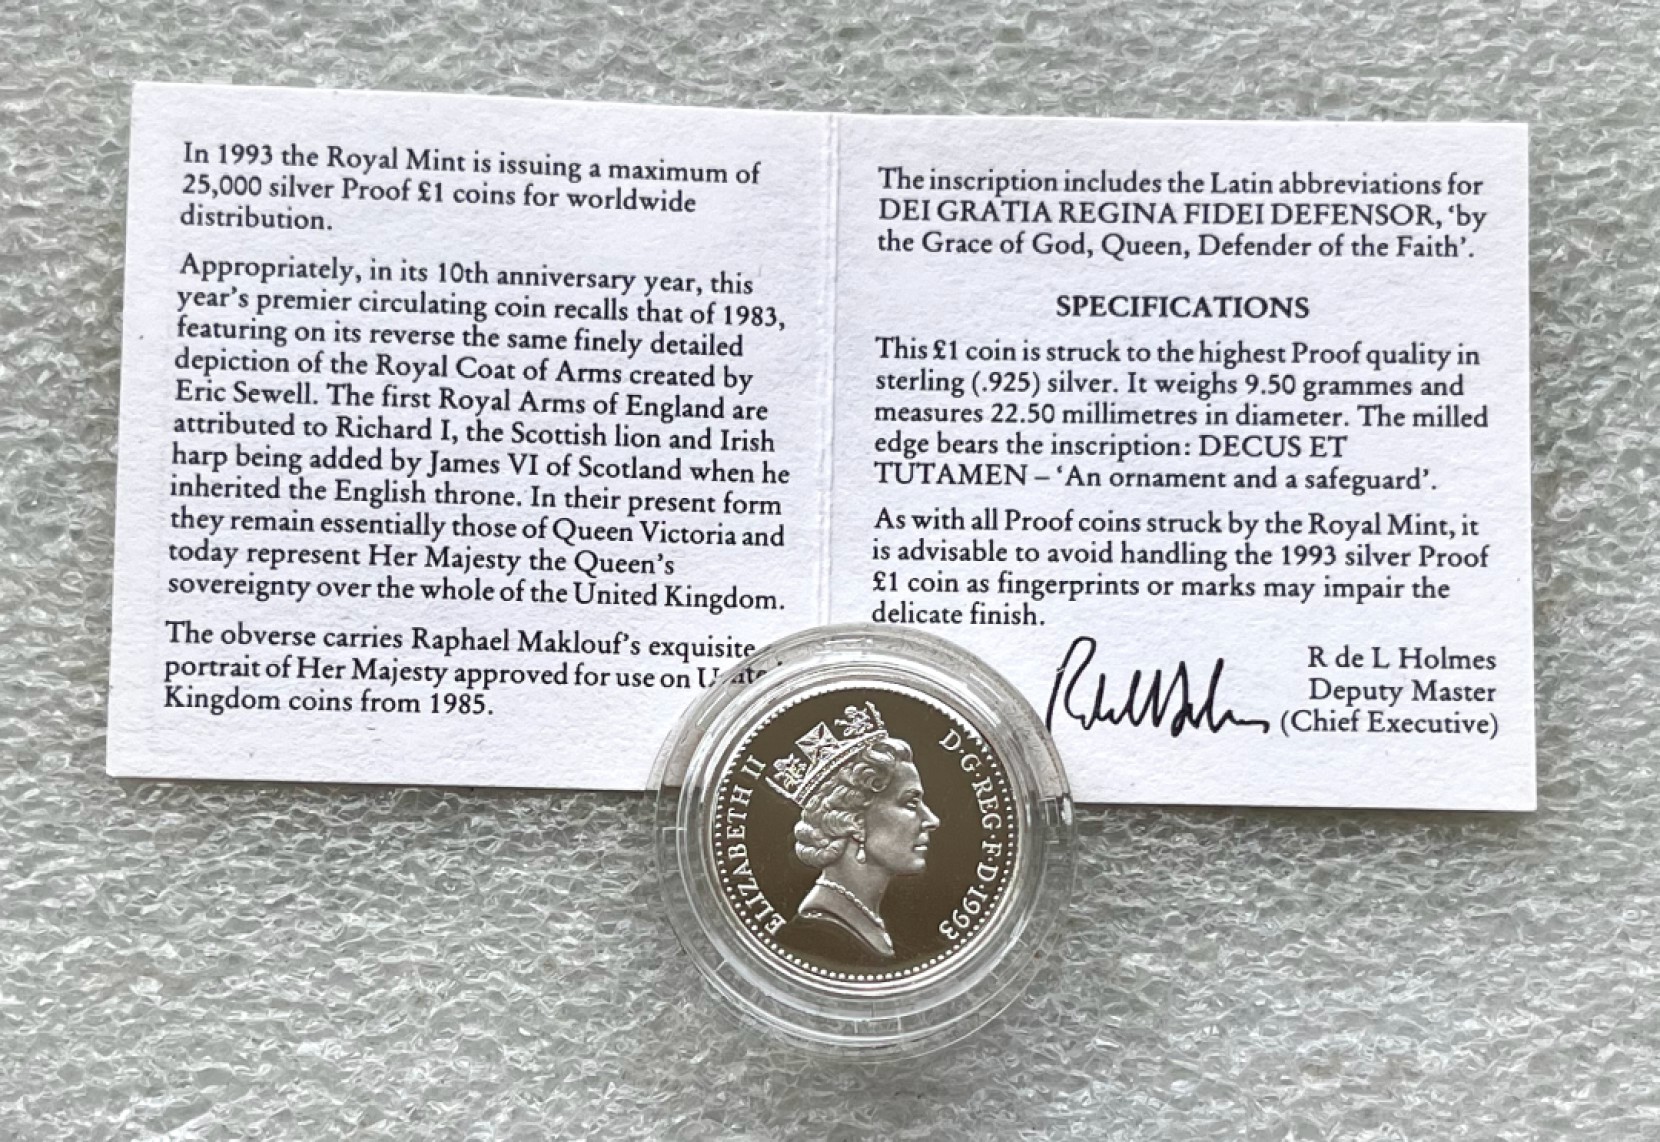 In 1993 the Royal Mint is issuing a maximum of
25,000 silver Proof £1 coins for worldwide
distribution.
Appropriately, in its 10th anniversary year, this
year's premier circulating coin recalls that of 1983,
featuring on its reverse the same finely detailed
depiction of the Royal Coat of Arms created by
Eric Sewell. The first Royal Arms of England are
attributed to Richard I, the Scottish lion and Irish
harp being added by James VI of Scotland when he
inherited the English throne. In their present form
they remain essentially those of Queen Victoria and
today represent Her Majesty the Queen's
sovereignty over the whole of the United Kingdom.
The obverse carries Raphael Maklouf's exquisite
portrait of Her Majesty approved for use on
Kingdom coins from 1985.
The inscription includes the Latin abbreviations for
DEI GRATIA REGINA FIDEI DEFENSOR, 'by
the Grace of God, Queen, Defender of the Faith'.
SPECIFICATIONS
This £1 coin is struck to the highest Proof quality in
sterling (.925) silver. It weighs 9.50 grammes and
measures 22.50 millimetres in diameter. The milled
edge bears the inscription: DECUS ET
TUTAMEN – 'An ornament and a safeguard'.
As with all Proof coins struck by the Royal Mint, it
is advisable to avoid handling the 1993 silver Proof
£1 coin as fingerprints or marks may impair the
delicate finish.
R de L Holmes
Deputy Master
(Chief Executive)
ELIZABETH II
D·G·REG·F·D·1993